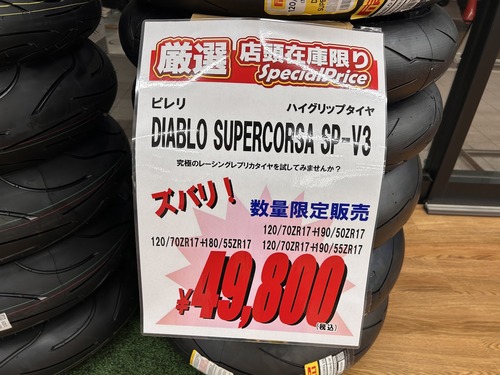 厳選 店頭在庫限り
SpecialPrice
ピレリ ハイグリップタイヤ
DIABLO SUPERCORSA SP-V3
究極のレーシングレプリカタイヤを試してみませんか？
ズバリ！
数量限定販売
120/70ZR17+190/50ZR17
120/70ZR17+180/55ZR17 120/70ZR17+190/55ZR17
¥49,800
(税込)